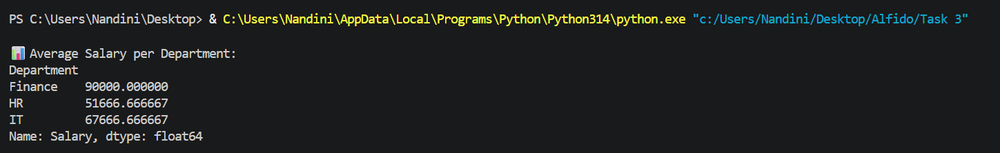 PS C:\Users\Nandini\Desktop> & C:\Users\Nandini\AppData\Local\Programs\Python\Python314\python.exe "c:/Users/Nandini/Desktop/Alfido/Task 3"
📊 Average Salary per Department:
Department
Finance    90000.000000
HR         51666.666667
IT         67666.666667
Name: Salary, dtype: float64